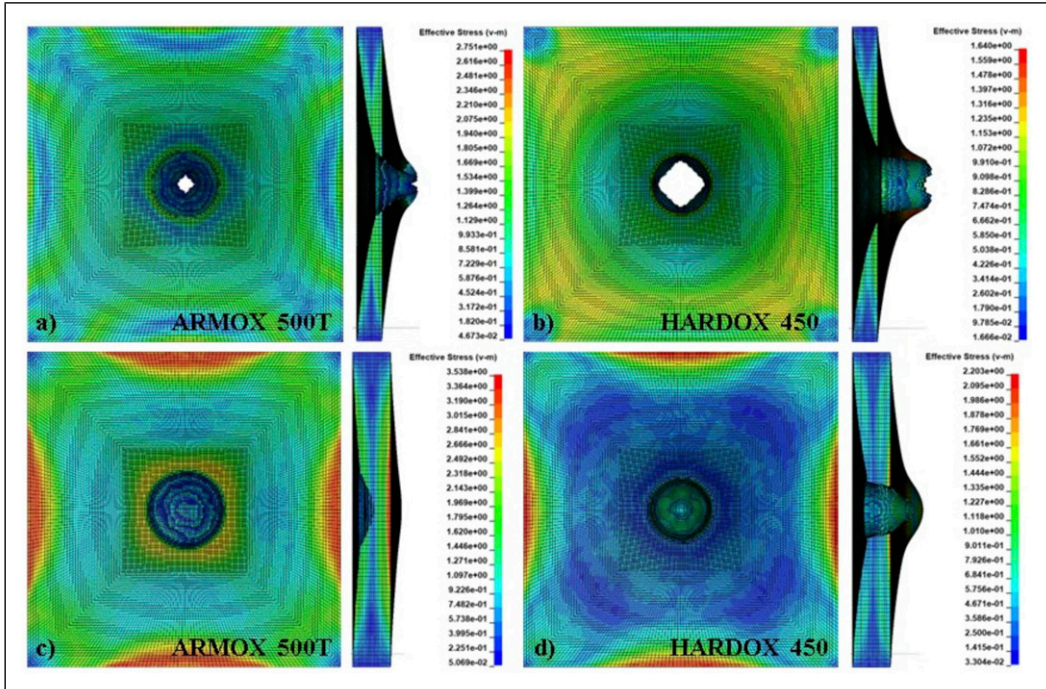 Effective Stress (v-m)
2.751e+00
2.616e+00
2.481e+00
2.346e+00
2.210e+00
2.075e+00
1.940e+00
1.805e+00
1.669e+00
1.534e+00
1.399e+00
1.264e+00
1.129e+00
9.933e-01
8.581e-01
7.229e-01
5.876e-01
4.524e-01
3.172e-01
1.820e-01
4.673e-02
a)
ARMOX 500T
Effective Stress (v-m)
1.640e+00
1.559e+00
1.478e+00
1.397e+00
1.316e+00
1.235e+00
1.153e+00
1.072e+00
9.910e-01
9.098e-01
8.286e-01
7.474e-01
6.662e-01
5.850e-01
5.038e-01
4.226e-01
3.414e-01
2.602e-01
1.790e-01
9.785e-02
1.666e-02
b)
HARDOX 450
Effective Stress (v-m)
3.538e+00
3.364e+00
3.190e+00
3.015e+00
2.841e+00
2.666e+00
2.492e+00
2.318e+00
2.143e+00
1.969e+00
1.795e+00
1.620e+00
1.446e+00
1.271e+00
1.097e+00
9.226e-01
7.482e-01
5.738e-01
3.995e-01
2.251e-01
5.069e-02
c)
ARMOX 500T
Effective Stress (v-m)
2.203e+00
2.095e+00
1.986e+00
1.878e+00
1.769e+00
1.661e+00
1.552e+00
1.444e+00
1.335e+00
1.227e+00
1.118e+00
1.010e+00
9.011e-01
7.926e-01
6.841e-01
5.756e-01
4.671e-01
3.586e-01
2.500e-01
1.415e-01
3.304e-02
d)
HARDOX 450